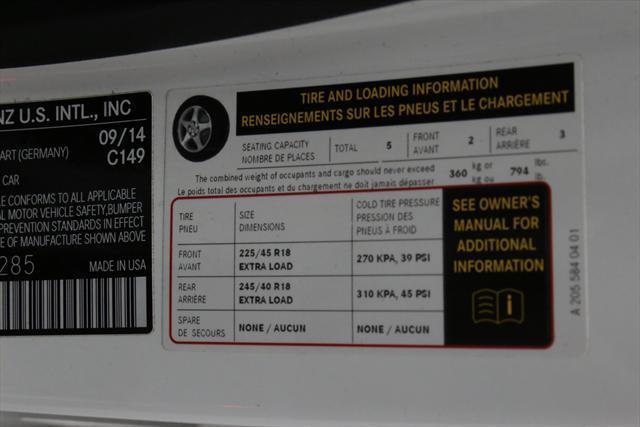 NZ U.S. INTL., INC
09/14
ART (GERMANY)
C149
CAR
LE CONFORMS TO ALL APPLICABLE
L MOTOR VEHICLE SAFETY, BUMPER
PREVENTION STANDARDS IN EFFECT
E OF MANUFACTURE SHOWN ABOVE
285
MADE IN USA
TIRE AND LOADING INFORMATION
RENSEIGNEMENTS SUR LES PNEUS ET LE CHARGEMENT
SEATING CAPACITY
NOMBRE DE PLACES
TOTAL 5
FRONT
AVANT
2
REAR
ARRIÈRE
3
The combined weight of occupants and cargo should never exceed
Le poids total des occupants et du chargement ne doit jamais dépasser
360 kg or
kg ou
794 lbs.
lb.
TIRE
PNEU
SIZE
DIMENSIONS
COLD TIRE PRESSURE
PRESSION DES
PNEUS À FROID
FRONT
AVANT
225/45 R18
EXTRA LOAD
270 KPA, 39 PSI
REAR
ARRIÈRE
245/40 R18
EXTRA LOAD
310 KPA, 45 PSI
SPARE
DE SECOURS
NONE / AUCUN
NONE / AUCUN
SEE OWNER'S
MANUAL FOR
ADDITIONAL
INFORMATION
i
A 205 584 04 01